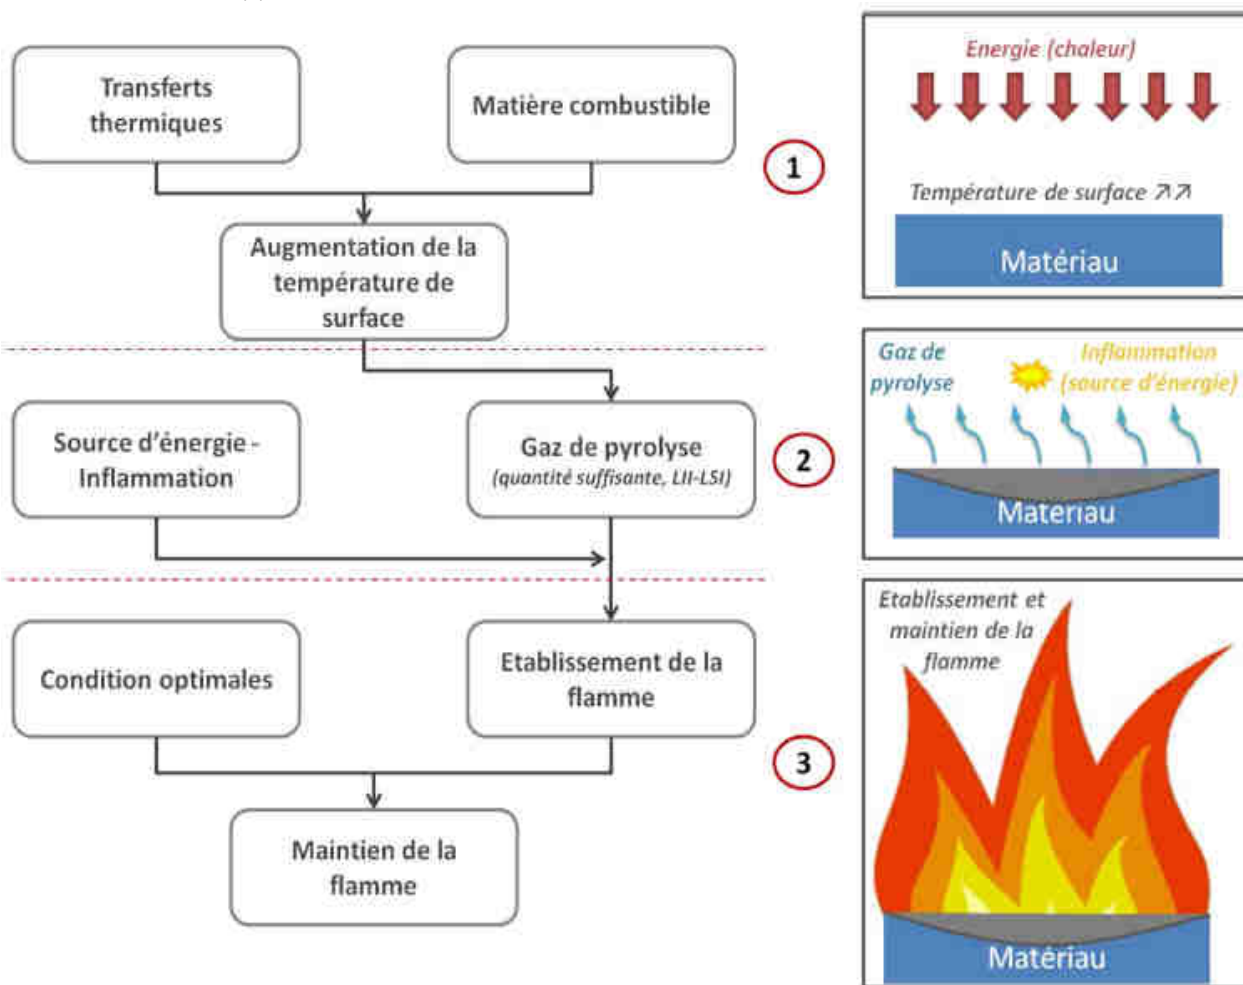 Transferts
thermiques
Matière combustible
1
Augmentation de la
température de
surface
Energie (chaleur)
Température de surface ↗↗
Matériau
Source d'énergie -
Inflammation
Gaz de pyrolyse
(quantité suffisante, LII-LSI)
2
Gaz de
pyrolyse
Inflammation
(source d'énergie)
Matériau
Condition optimales
Etablissement de la
flamme
3
Maintien de la
flamme
Etablissement et
maintien de la
flamme
Matériau